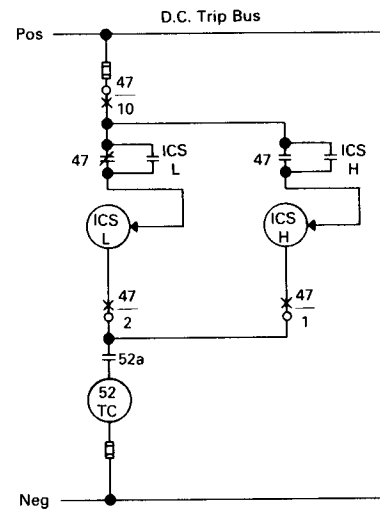 D.C. Trip Bus
Pos
47
10
47
ICS
L
47
ICS
H
ICS
L
ICS
H
47
2
47
1
52a
52
TC
Neg